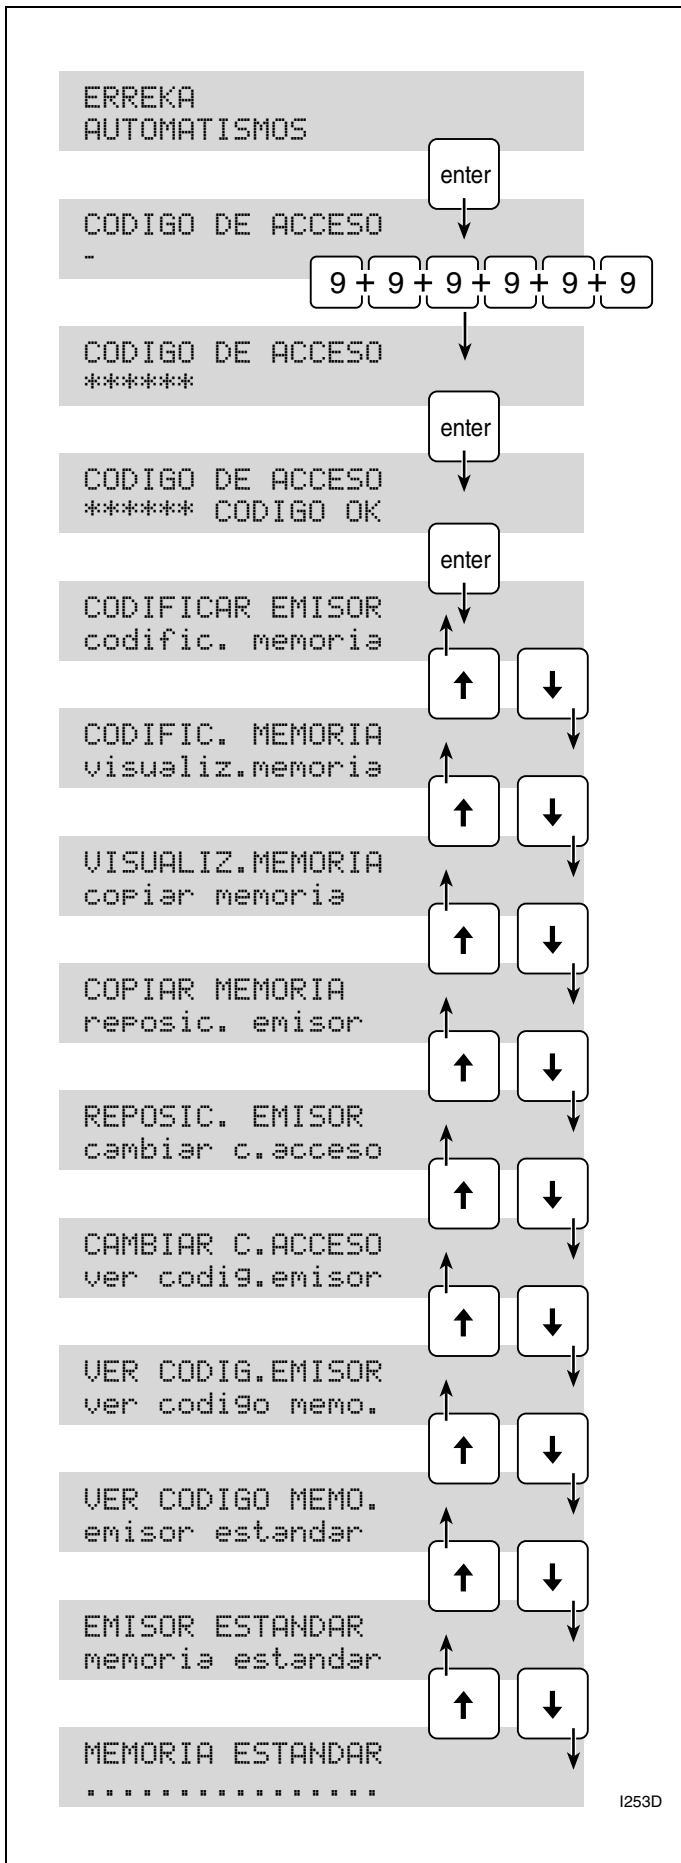 ERREKA
AUTOMATISMOS
enter
CODIGO DE ACCESO
_
9 + 9 + 9 + 9 + 9 + 9
CODIGO DE ACCESO
******
enter
CODIGO DE ACCESO
****** CODIGO OK
enter
CODIFICAR EMISOR
codific. memoria
↑ ↓
CODIFIC. MEMORIA
visualiz.memoria
↑ ↓
VISUALIZ.MEMORIA
copiar memoria
↑ ↓
COPIAR MEMORIA
reposic. emisor
↑ ↓
REPOSIC. EMISOR
cambiar c.acceso
↑ ↓
CAMBIAR C.ACCESO
ver codig.emisor
↑ ↓
VER CODIG.EMISOR
ver codigo memo.
↑ ↓
VER CODIGO MEMO.
emisor estandar
↑ ↓
EMISOR ESTANDAR
memoria estandar
↑ ↓
MEMORIA ESTANDAR
................
I253D